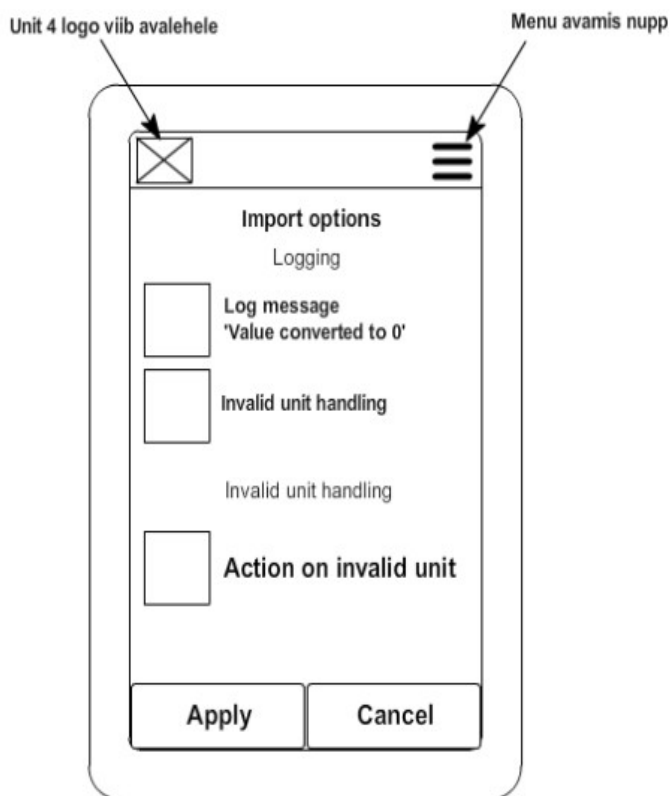 Unit 4 logo viib avalehele
Menu avamis nupp
Import options
Logging
Log message
'Value converted to 0'
Invalid unit handling
Invalid unit handling
Action on invalid unit
Apply
Cancel